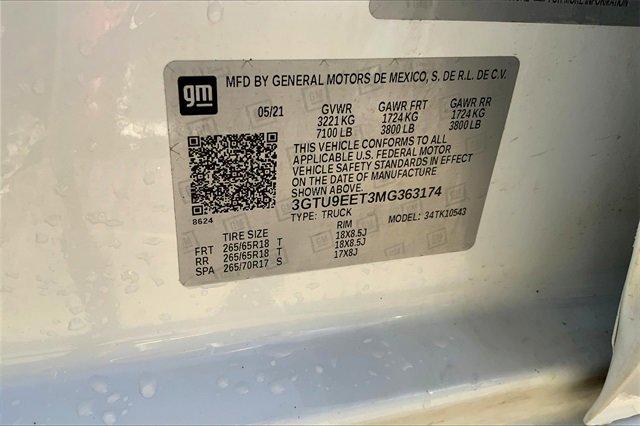 FOR MORE INFORMATION
gm
MFD BY GENERAL MOTORS DE MEXICO, S. DE R.L. DE C.V.
05/21 GVWR GAWR FRT GAWR RR
3221 KG 1724 KG 1724 KG
7100 LB 3800 LB 3800 LB
THIS VEHICLE CONFORMS TO ALL
APPLICABLE U.S. FEDERAL MOTOR
VEHICLE SAFETY STANDARDS IN EFFECT
ON THE DATE OF MANUFACTURE
SHOWN ABOVE.
3GTU9EET3MG363174
8624
TYPE: TRUCK MODEL: 34TK10543
TIRE SIZE RIM
FRT 265/65R18 T 18X8.5J
RR 265/65R18 T 18X8.5J
SPA 265/70R17 S 17X8J